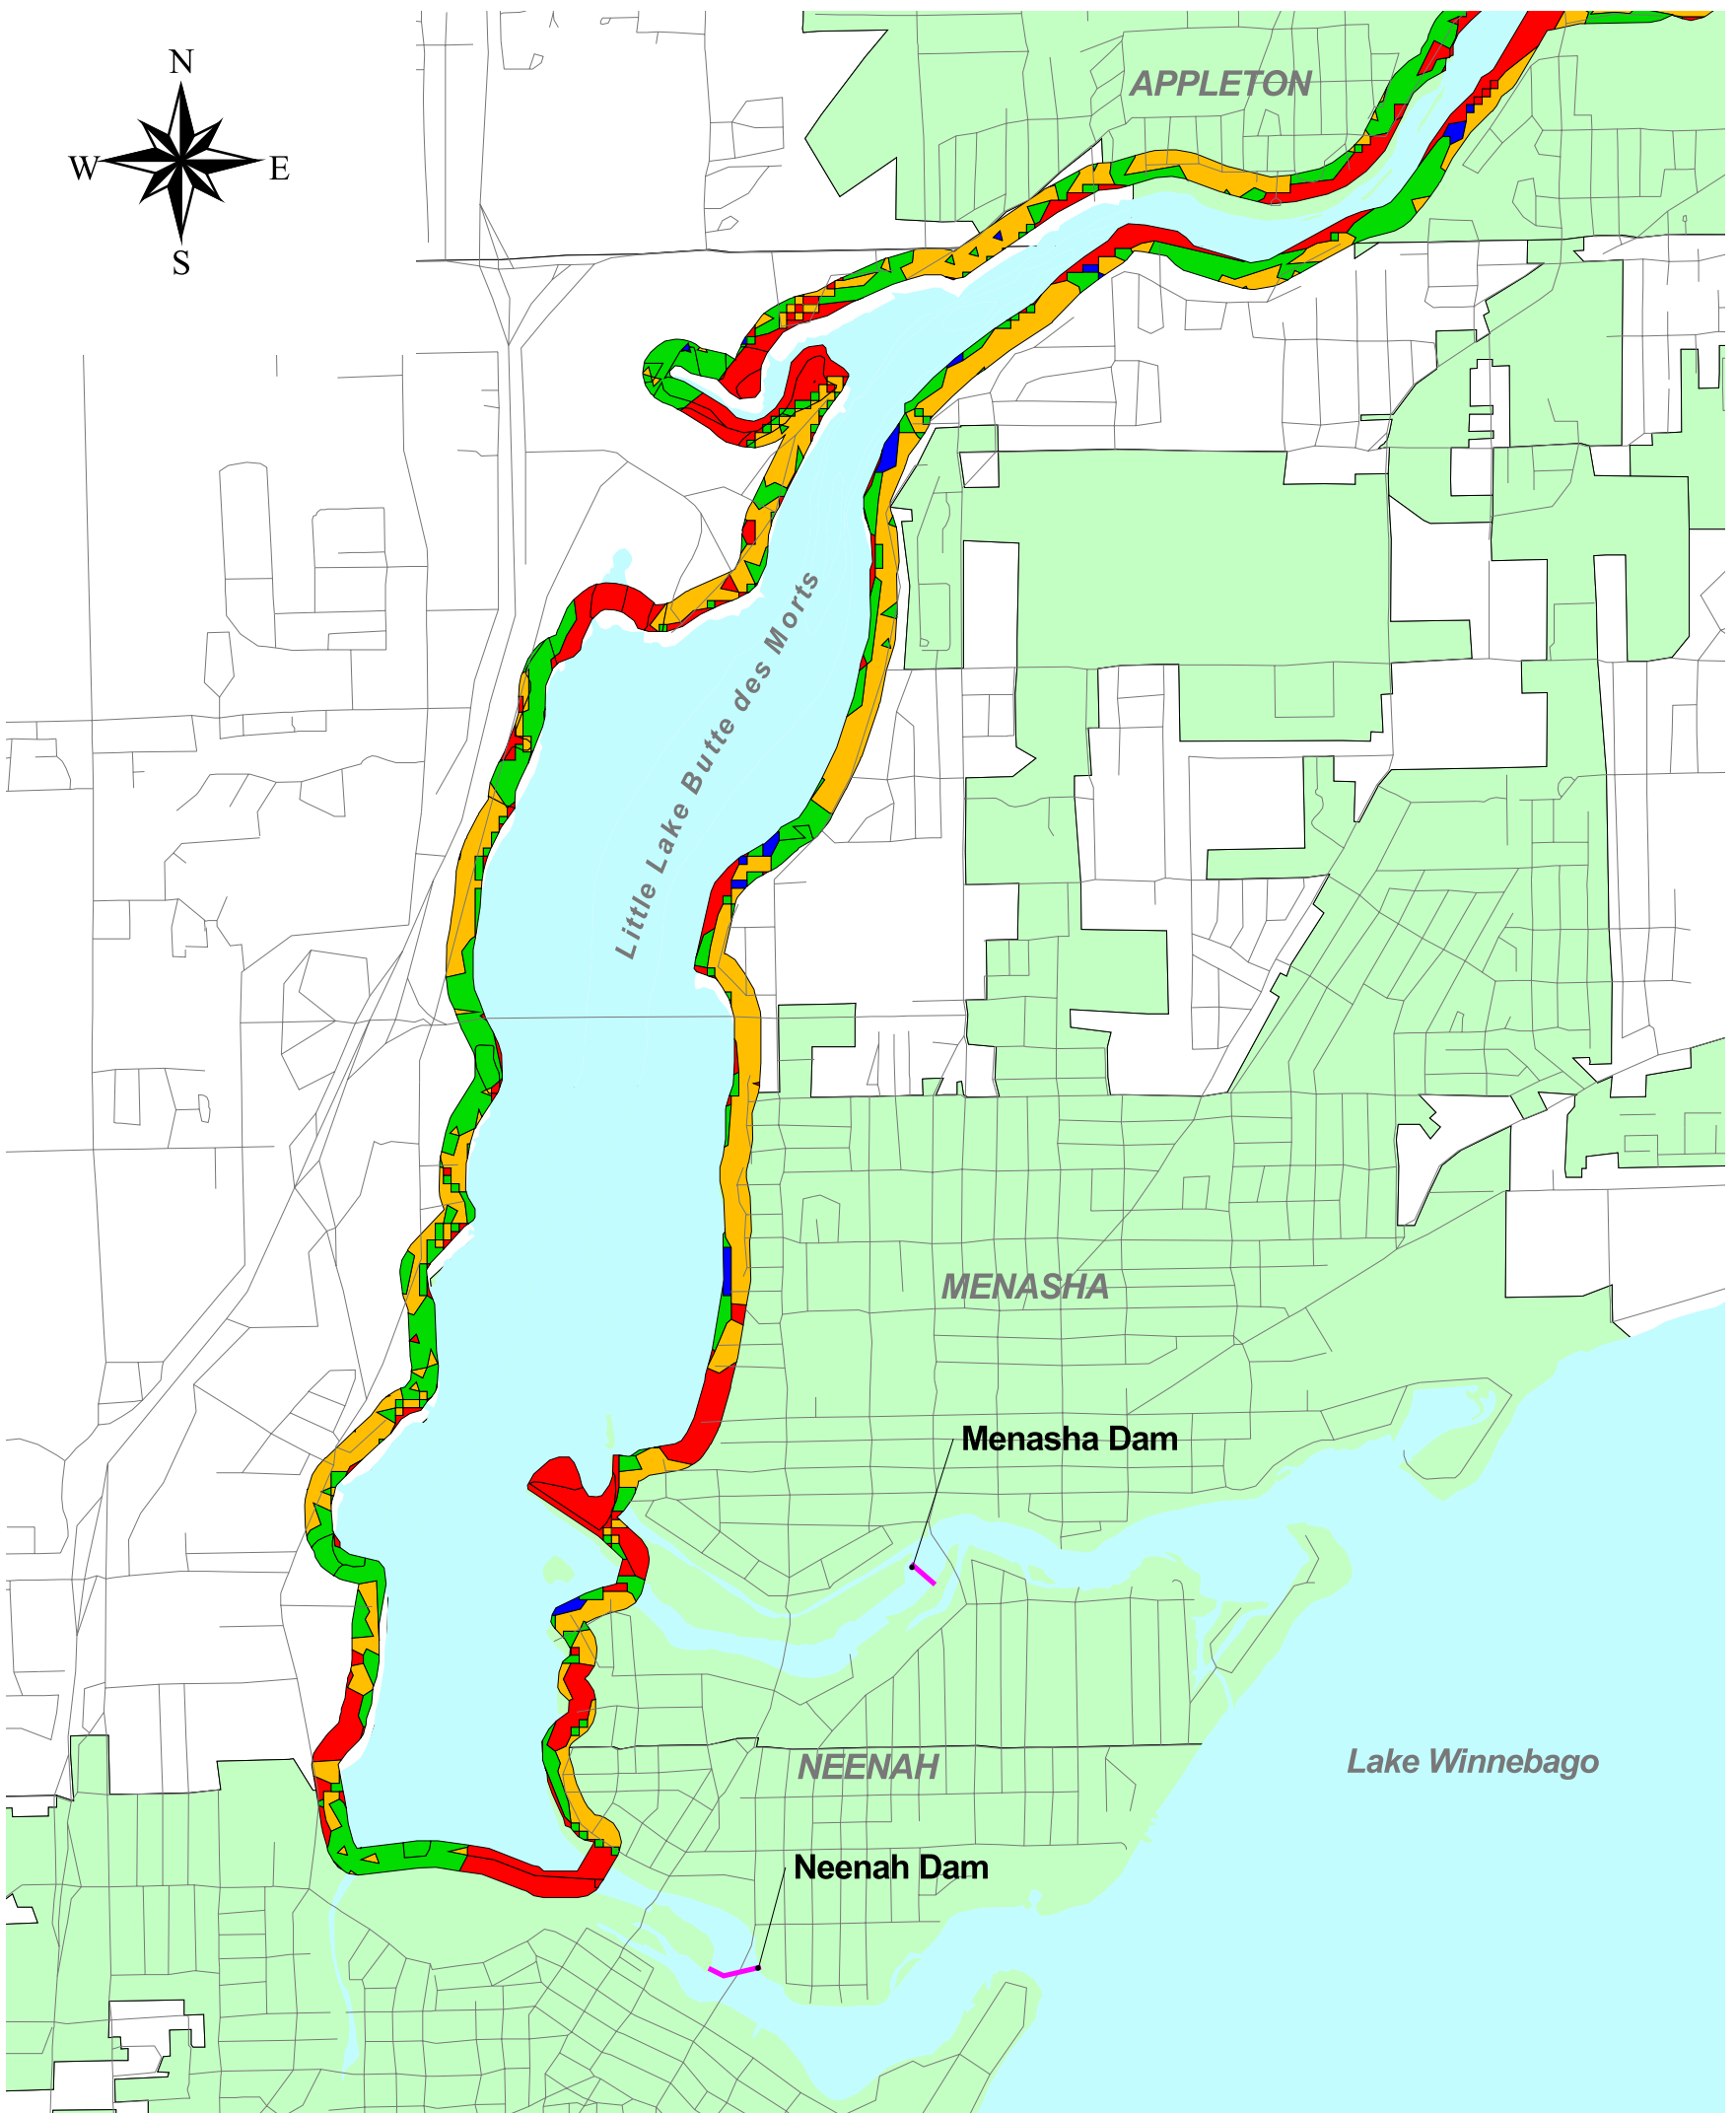 N
APPLETON
W
E
S
Little Lake Butte des Morts
MENASHA
Menasha Dam
NEENAH
Lake Winnebago
Neenah Dam